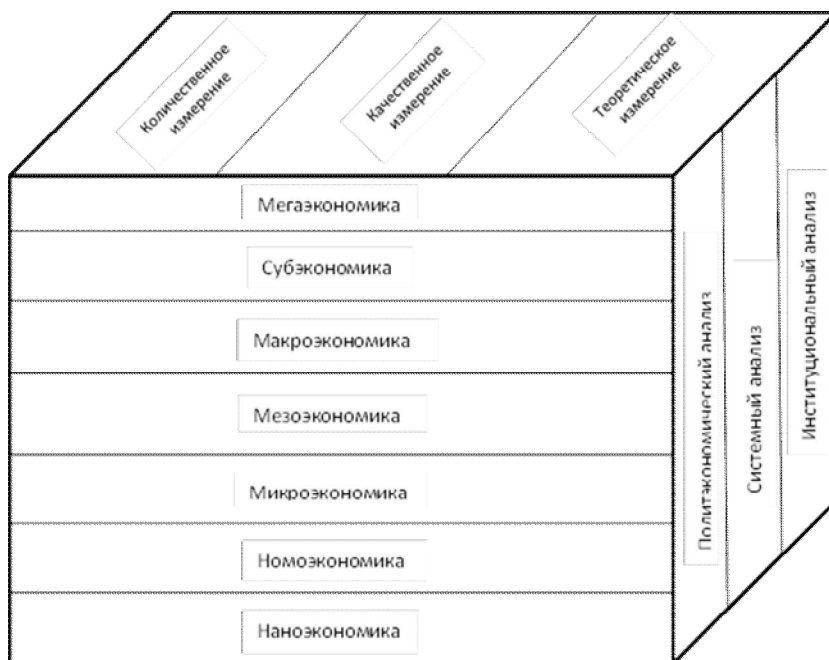 Количественное
измерение
Качественное
измерение
Теоретическое
измерение
Мегаэкономика
Субэкономика
Макроэкономика
Мезоэкономика
Микроэкономика
Номоэкономика
Наноэкономика
Политэкономический анализ
Системный анализ
Институциональный анализ